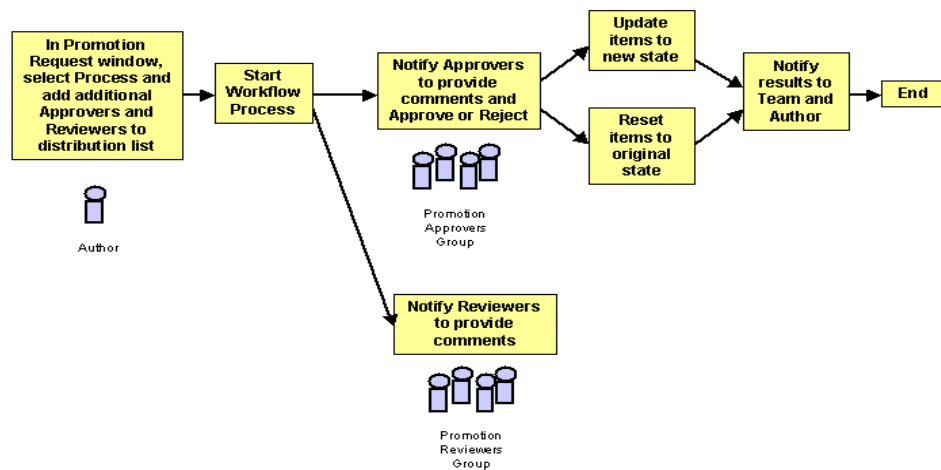 In Promotion
Request window,
select Process and
add additional
Approvers and
Reviewers to
distribution list
Author
Start
Workflow
Process
Notify Approvers
to provide
comments and
Approve or Reject
Promotion
Approvers
Group
Update
items to
new state
Reset
items to
original
state
Notify
results to
Team and
Author
End
Notify Reviewers
to provide
comments
Promotion
Reviewers
Group